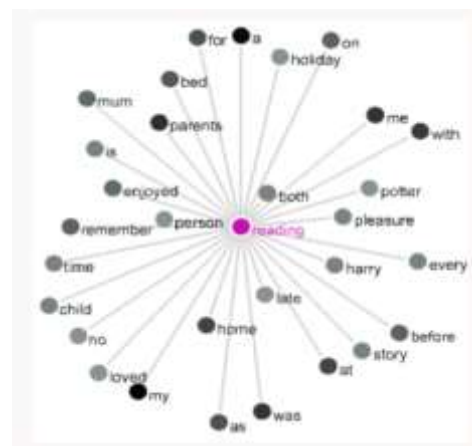 for
a
on
holiday
bed
mum
parents
me
with
is
enjoyed
both
potter
person
pleasure
remember
reading
time
harry
every
child
late
home
no
before
story
loved
at
my
as
was